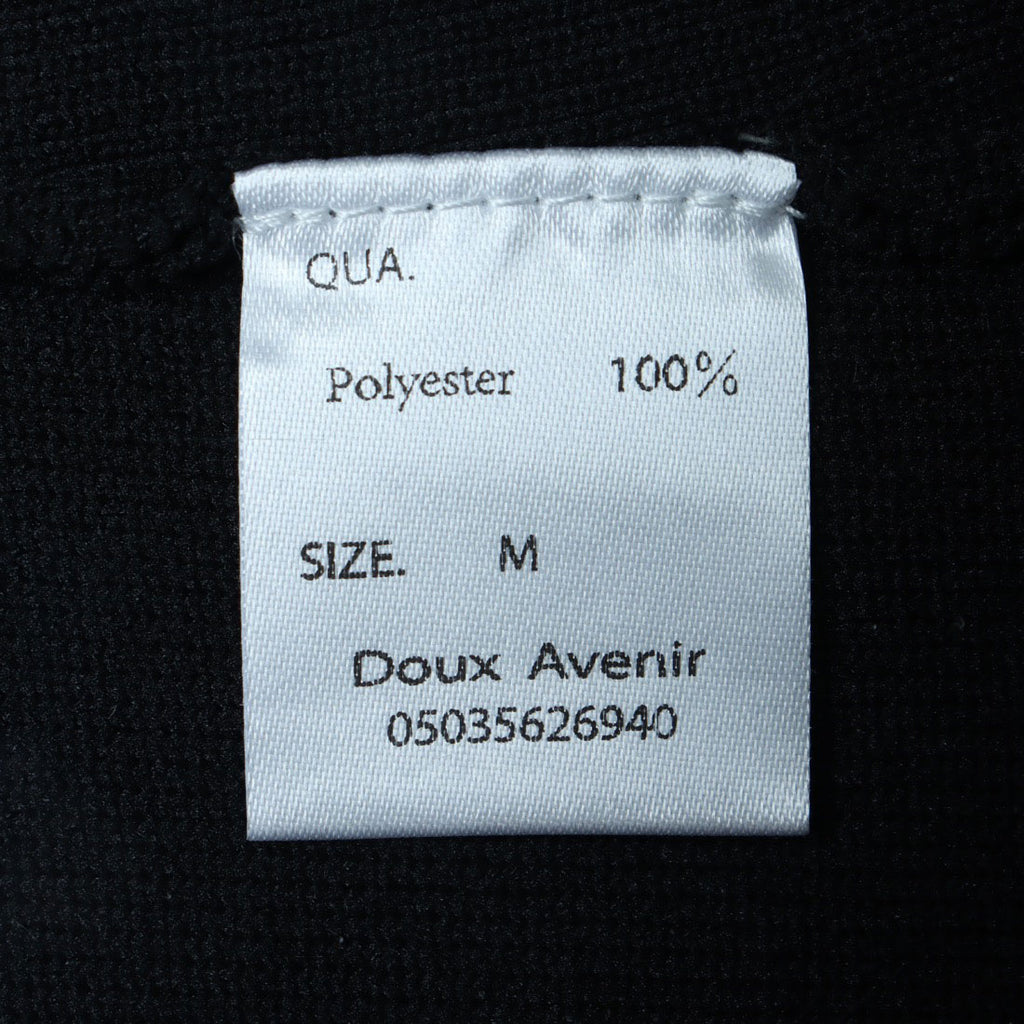 QUA.
Polyester 100%
SIZE. M
Doux Avenir
05035626940